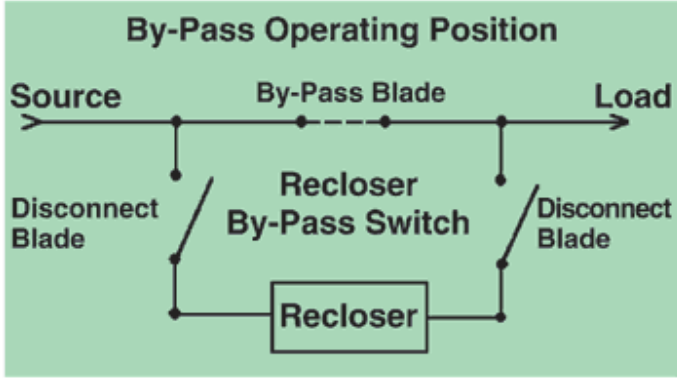 By-Pass Operating Position
Source
By-Pass Blade
Load
Disconnect
Blade
Recloser
By-Pass Switch
Disconnect
Blade
Recloser